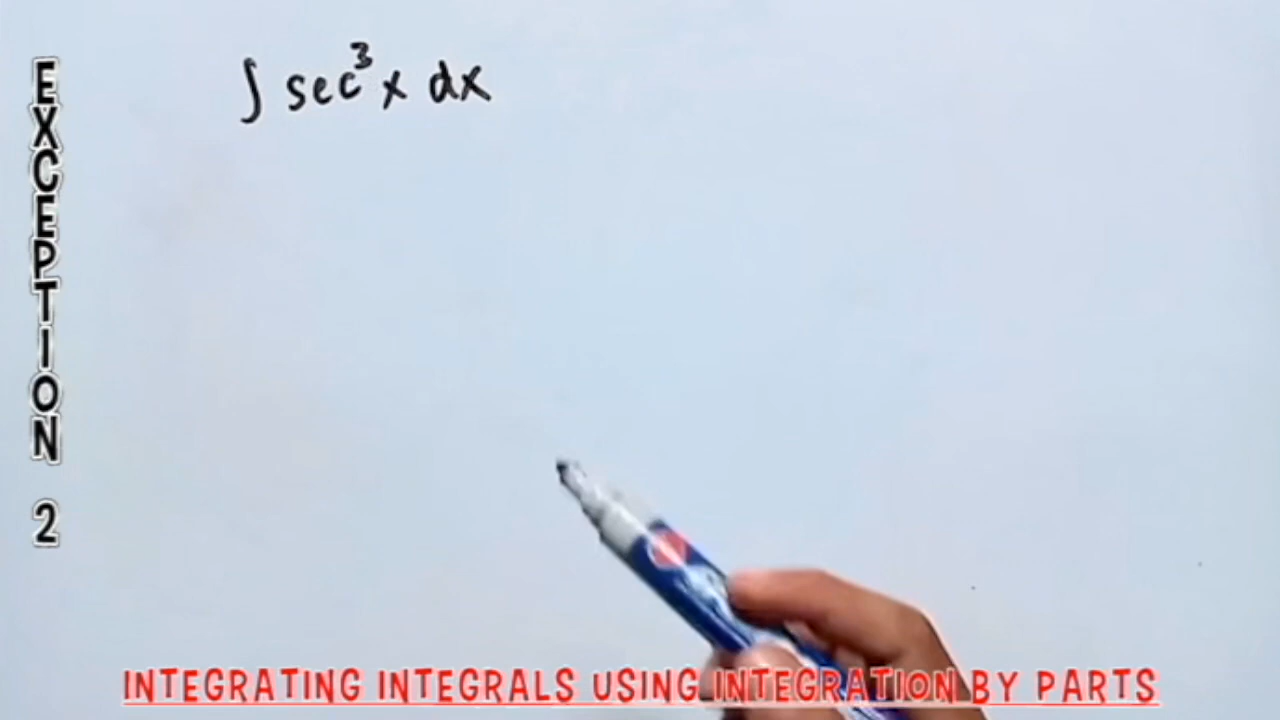 ∫ sec³x dx
EXCEPTION 2
INTEGRATING INTEGRALS USING INTEGRATION BY PARTS